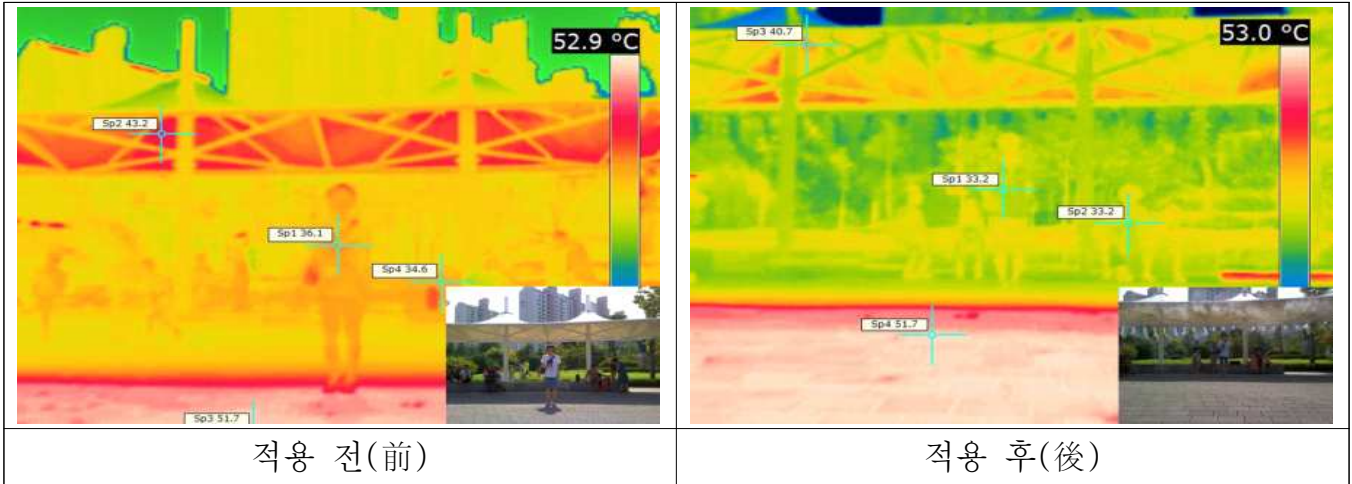 52.9 °C
Sp2 43.2
Sp1 36.1
Sp4 34.6
Sp3 51.7
적용 전(前)
53.0 °C
Sp3 40.7
Sp1 33.2
Sp2 33.2
Sp4 51.7
적용 후(後)